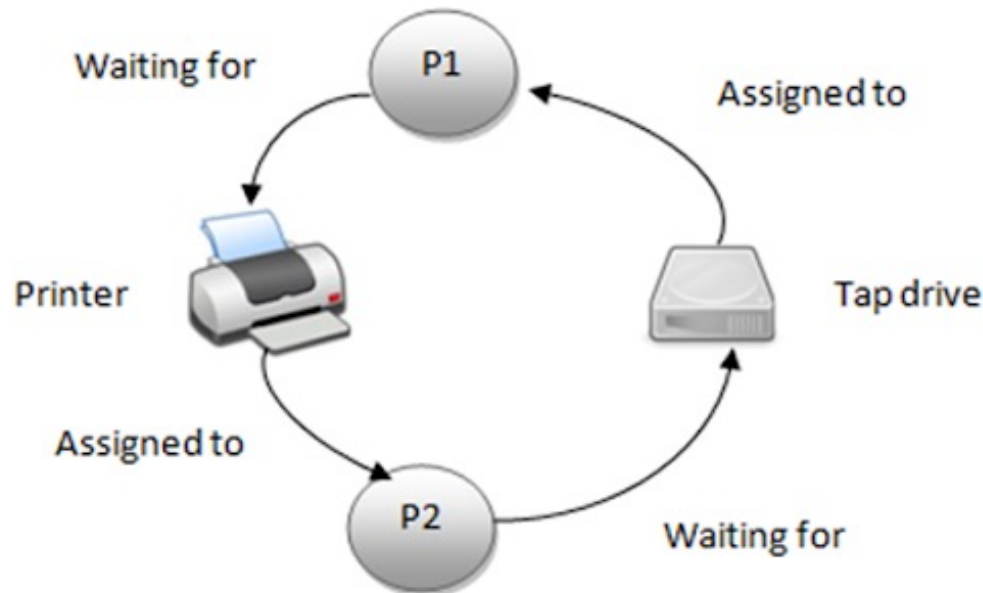 P1
Waiting for
Assigned to
Printer
Tap drive
Assigned to
P2
Waiting for